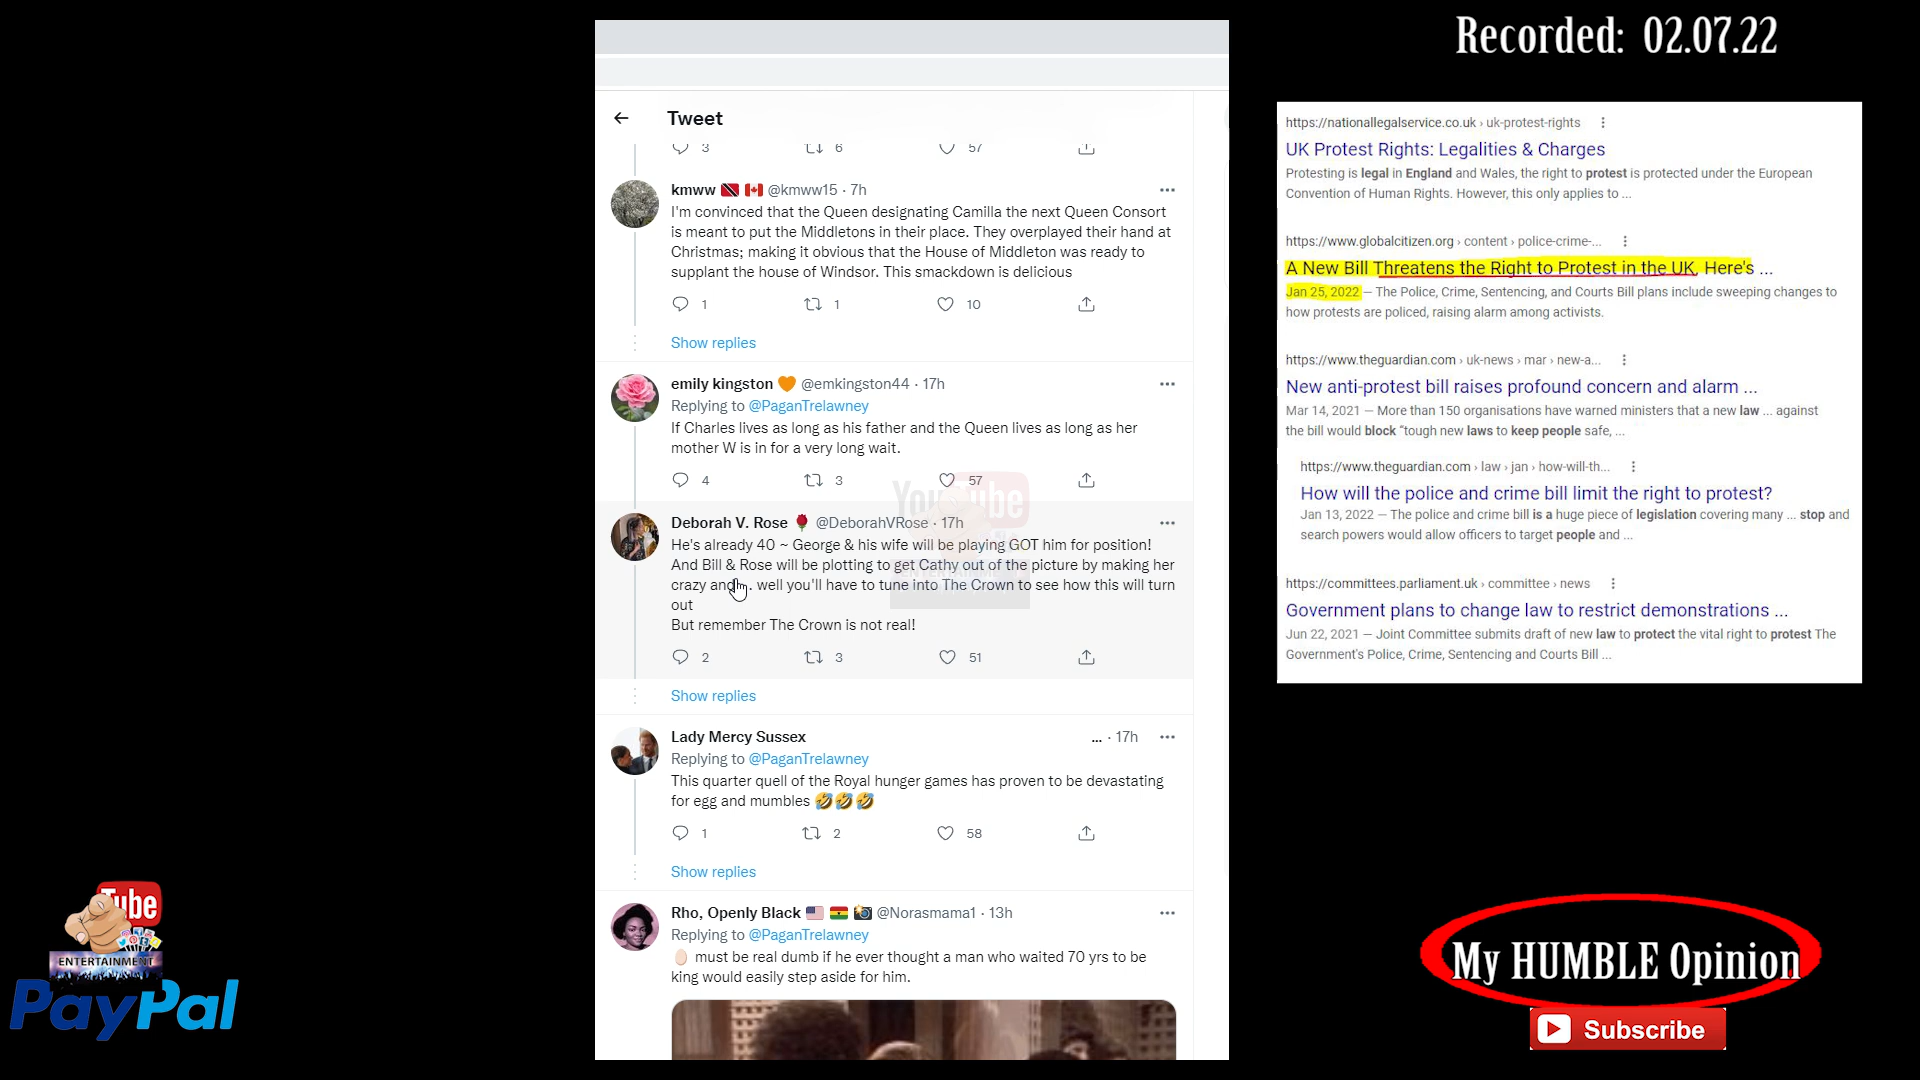 Recorded: 02.07.22
Tweet
3 6 57
kmww @kmww15 · 7h
I'm convinced that the Queen designating Camilla the next Queen Consort
is meant to put the Middletons in their place. They overplayed their hand at
Christmas; making it obvious that the House of Middleton was ready to
supplant the house of Windsor. This smackdown is delicious
1 1 10
Show replies
emily kingston 🧡 @emkingston44 · 17h
Replying to @PaganTrelawney
If Charles lives as long as his father and the Queen lives as long as her
mother W is in for a very long wait.
4 3 57
Deborah V. Rose 🌹 @DeborahVRose · 17h
He's already 40 ~ George & his wife will be playing GOT him for position!
And Bill & Rose will be plotting to get Cathy out of the picture by making her
crazy and... well you'll have to tune into The Crown to see how this will turn
out
But remember The Crown is not real!
2 3 51
Show replies
Lady Mercy Sussex ... · 17h
Replying to @PaganTrelawney
This quarter quell of the Royal hunger games has proven to be devastating
for egg and mumbles 🤣🤣🤣
1 2 58
Show replies
Rho, Openly Black 🇺🇸 🇬🇭 📸 @Norasmama1 · 13h
Replying to @PaganTrelawney
🥚 must be real dumb if he ever thought a man who waited 70 yrs to be
king would easily step aside for him.
YouTube
https://nationallegalservice.co.uk › uk-protest-rights
UK Protest Rights: Legalities & Charges
Protesting is legal in England and Wales, the right to protest is protected under the European
Convention of Human Rights. However, this only applies to ...
https://www.globalcitizen.org › content › police-crime-...
A New Bill Threatens the Right to Protest in the UK, Here's ...
Jan 25, 2022 — The Police, Crime, Sentencing, and Courts Bill plans include sweeping changes to
how protests are policed, raising alarm among activists.
https://www.theguardian.com › uk-news › mar › new-a...
New anti-protest bill raises profound concern and alarm ...
Mar 14, 2021 — More than 150 organisations have warned ministers that a new law ... against
the bill would block “tough new laws to keep people safe, ...
https://www.theguardian.com › law › jan › how-will-th...
How will the police and crime bill limit the right to protest?
Jan 13, 2022 — The police and crime bill is a huge piece of legislation covering many ... stop and
search powers would allow officers to target people and ...
https://committees.parliament.uk › committee › news
Government plans to change law to restrict demonstrations ...
Jun 22, 2021 — Joint Committee submits draft of new law to protect the vital right to protest The
Government's Police, Crime, Sentencing and Courts Bill ...
Tube
ENTERTAINMENT
PayPal
My HUMBLE Opinion
Subscribe